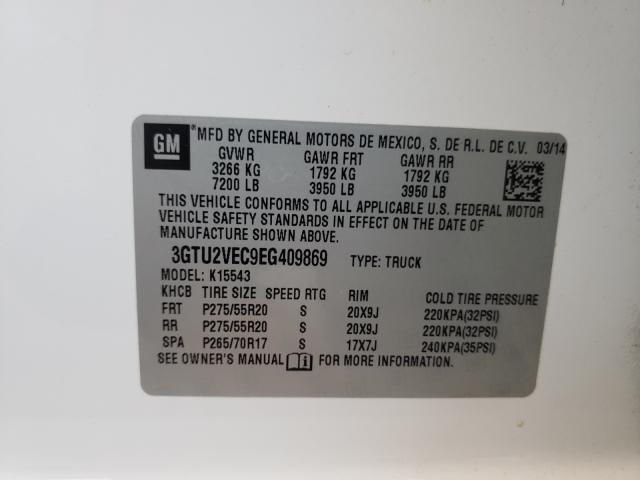 GM
® MFD BY GENERAL MOTORS DE MEXICO, S. DE R.L. DE C.V. 03/14
GVWR GAWR FRT GAWR RR
3266 KG 1792 KG 1792 KG
7200 LB 3950 LB 3950 LB
THIS VEHICLE CONFORMS TO ALL APPLICABLE U.S. FEDERAL MOTOR
VEHICLE SAFETY STANDARDS IN EFFECT ON THE DATE OF
MANUFACTURE SHOWN ABOVE.
3GTU2VEC9EG409869 TYPE: TRUCK
MODEL: K15543
KHCB TIRE SIZE SPEED RTG RIM COLD TIRE PRESSURE
FRT P275/55R20 S 20X9J 220KPA(32PSI)
RR P275/55R20 S 20X9J 220KPA(32PSI)
SPA P265/70R17 S 17X7J 240KPA(35PSI)
SEE OWNER'S MANUAL i FOR MORE INFORMATION.